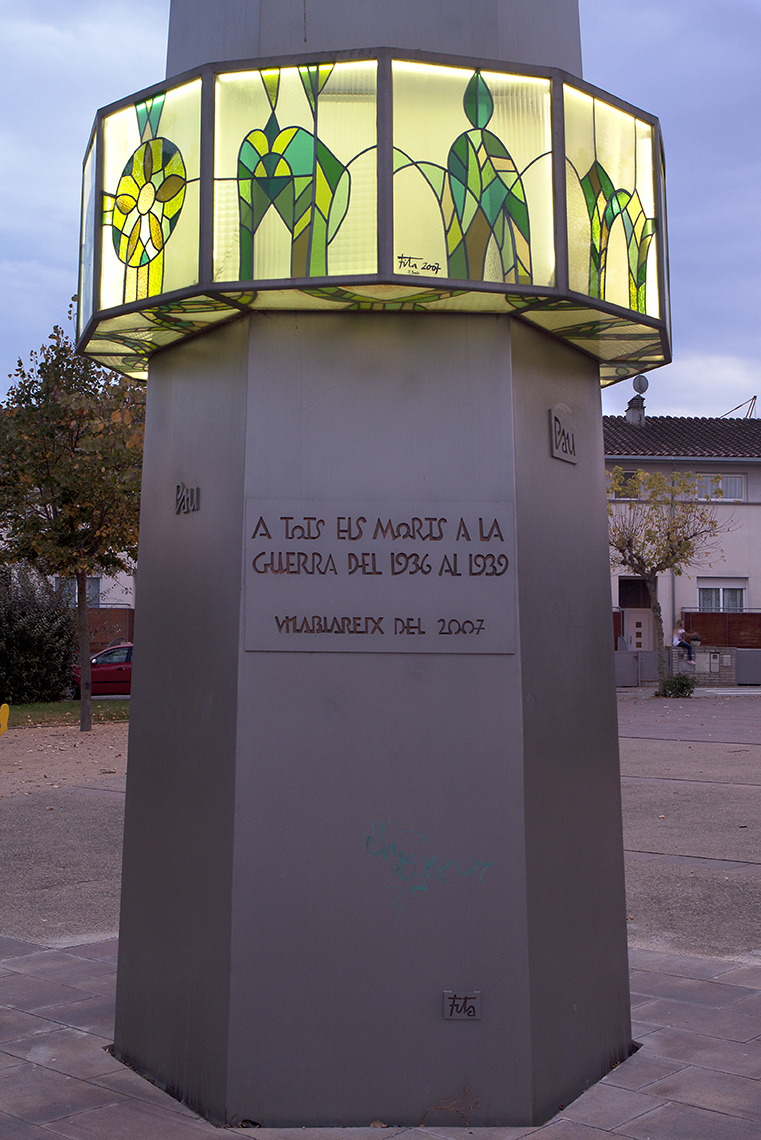 Fita 2007
Pau
Pau
A TOTS ELS MORTS A LA
GUERRA DEL 1936 AL 1939
VILABLAREIX DEL 2007
Fita